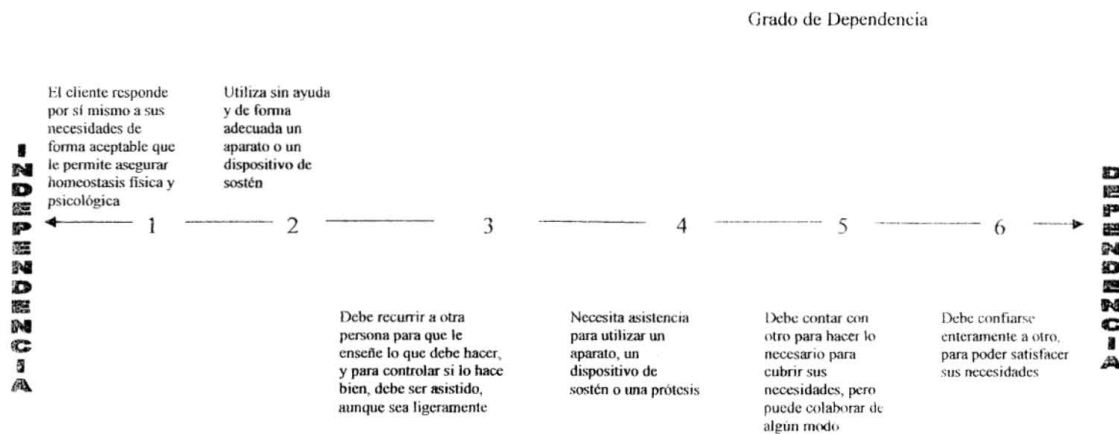 Grado de Dependencia
El cliente responde
por sí mismo a sus
necesidades de
forma aceptable que
le permite asegurar
homeostasis física y
psicológica
Utiliza sin ayuda
y de forma
adecuada un
aparato o un
dispositivo de
sostén
INDEPENDENCIA
1
2
3
4
5
6
DEPENDENCIA
Debe recurrir a otra
persona para que le
enseñe lo que debe hacer,
y para controlar si lo hace
bien, debe ser asistido,
aunque sea ligeramente
Necesita asistencia
para utilizar un
aparato, un
dispositivo de
sostén o una prótesis
Debe contar con
otro para hacer lo
necesario para
cubrir sus
necesidades, pero
puede colaborar de
algún modo
Debe confiarse
enteramente a otro,
para poder satisfacer
sus necesidades